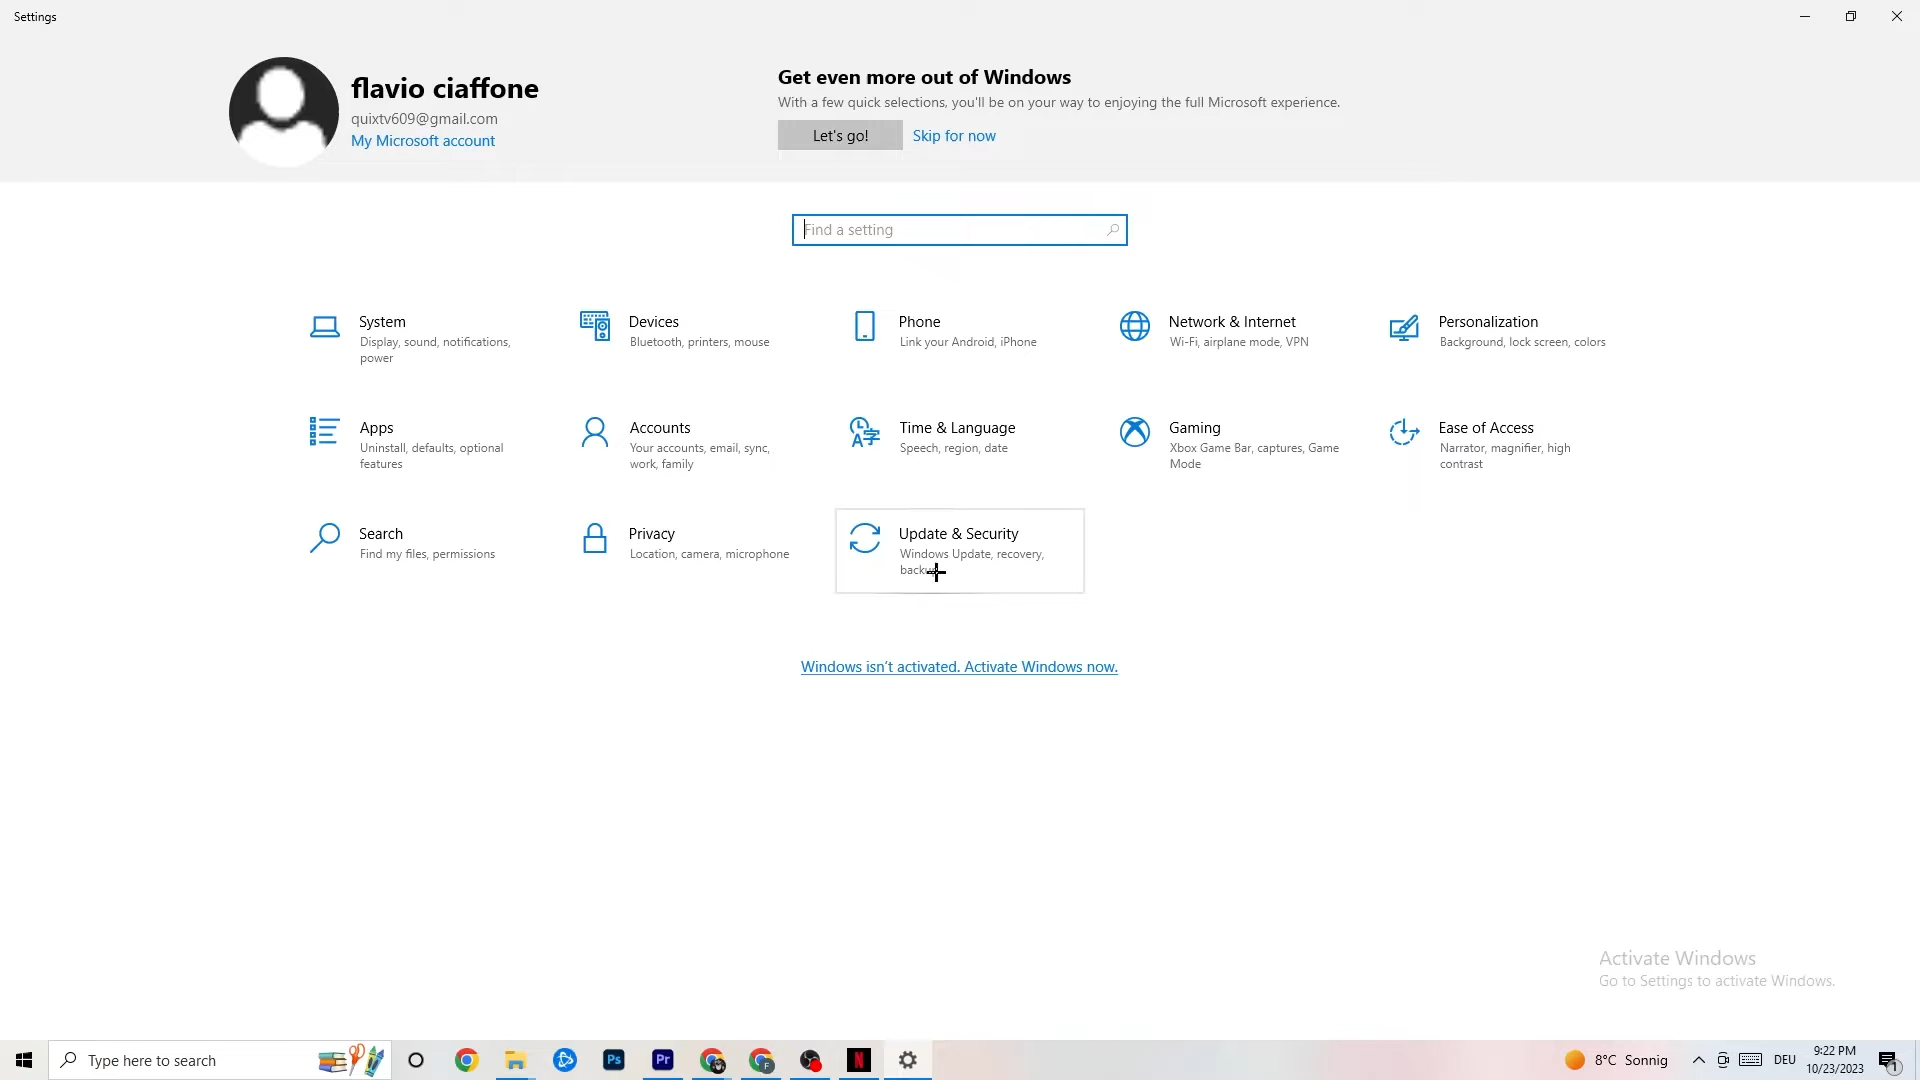 Settings
flavio ciaffone
quixtv609@gmail.com
My Microsoft account
Get even more out of Windows
With a few quick selections, you'll be on your way to enjoying the full Microsoft experience.
Let's go!
Skip for now
Find a setting
System
Display, sound, notifications,
power
Devices
Bluetooth, printers, mouse
Phone
Link your Android, iPhone
Network & Internet
Wi-Fi, airplane mode, VPN
Personalization
Background, lock screen, colors
Apps
Uninstall, defaults, optional
features
Accounts
Your accounts, email, sync,
work, family
Time & Language
Speech, region, date
Gaming
Xbox Game Bar, captures, Game
Mode
Ease of Access
Narrator, magnifier, high
contrast
Search
Find my files, permissions
Privacy
Location, camera, microphone
Update & Security
Windows Update, recovery,
backup
Windows isn't activated. Activate Windows now.
Activate Windows
Go to Settings to activate Windows.
Type here to search
Ps
Pr
F
N
8°C Sonnig
DEU
9:22 PM
10/23/2023
1